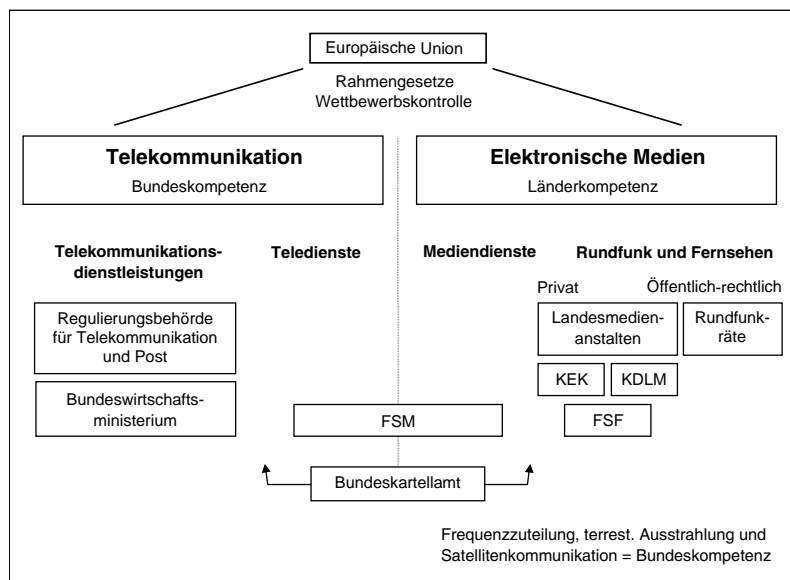 Europäische Union
Rahmengesetze
Wettbewerbskontrolle
Telekommunikation
Bundeskompetenz
Elektronische Medien
Länderkompetenz
Telekommunikations-
dienstleistungen
Teledienste
Mediendienste
Rundfunk und Fernsehen
Privat
Öffentlich-rechtlich
Regulierungsbehörde
für Telekommunikation
und Post
Landesmedien-
anstalten
Rundfunk-
räte
KEK
KDLM
Bundeswirtschafts-
ministerium
FSM
FSF
Bundeskartellamt
Frequenzzuteilung, terrest. Ausstrahlung und
Satellitenkommunikation = Bundeskompetenz